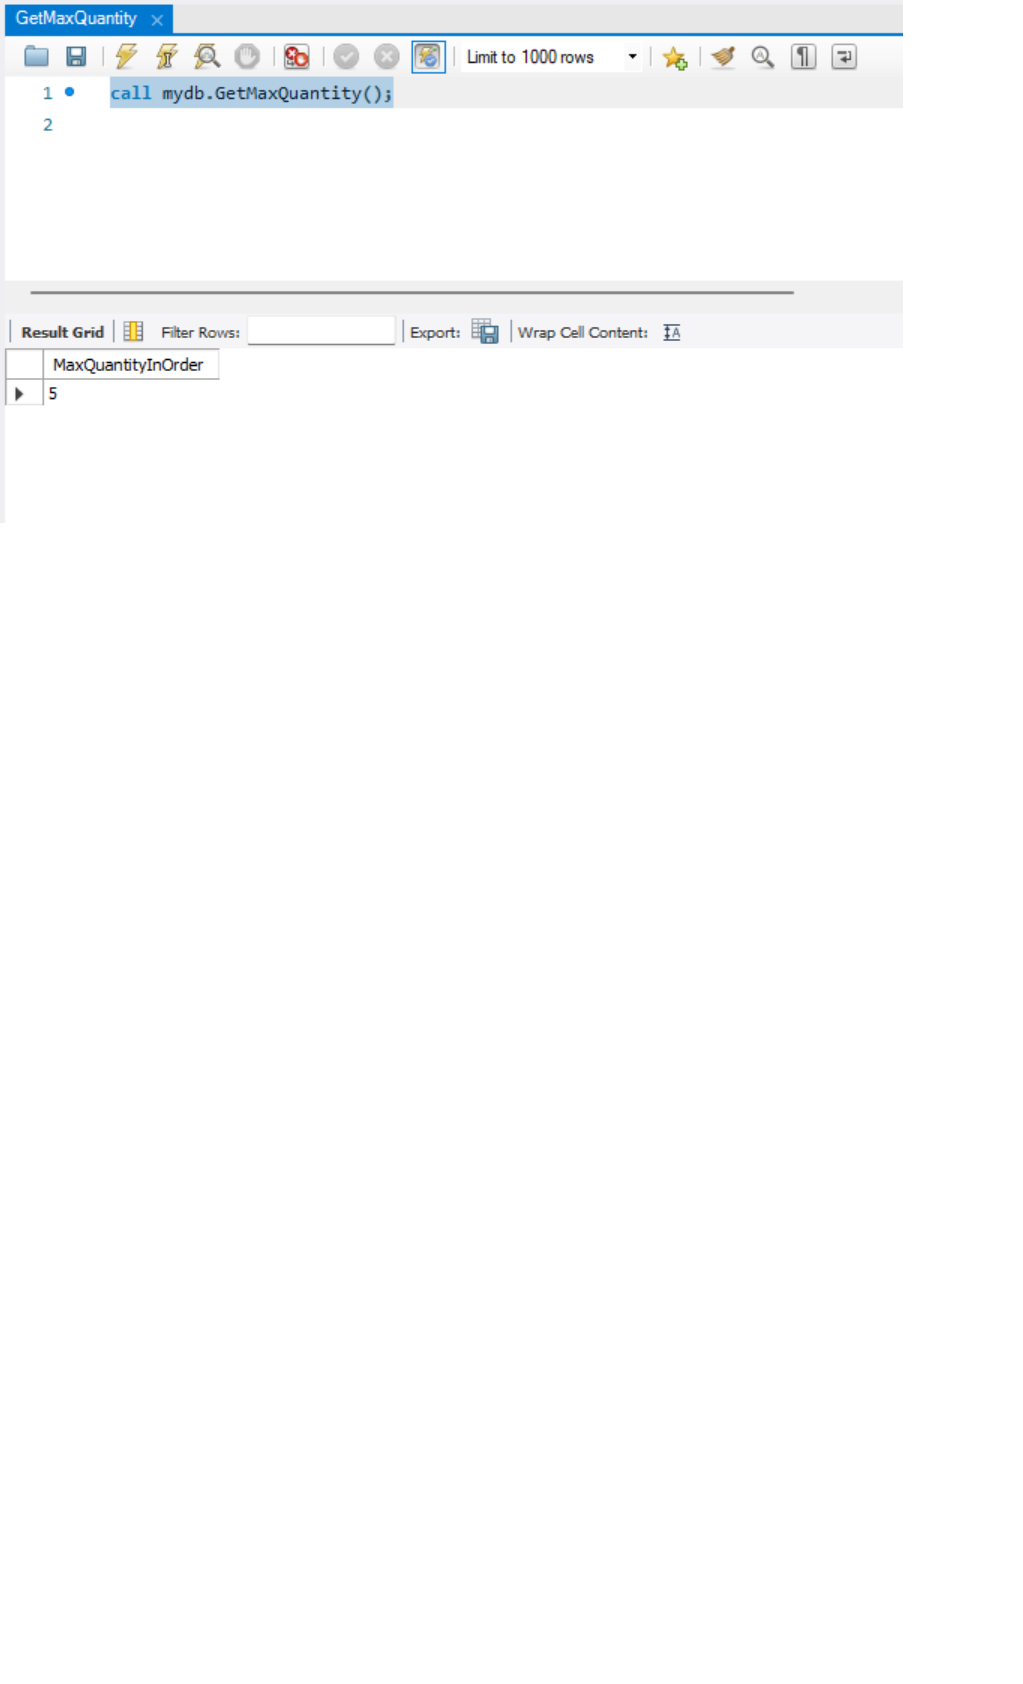 GetMaxQuantity
Limit to 1000 rows
1 call mydb.GetMaxQuantity();
2
Result Grid Filter Rows: Export: Wrap Cell Content:
MaxQuantityInOrder
5